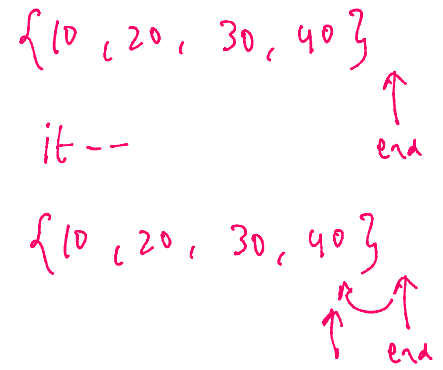 {10, 20, 30, 40}
end
it--
{10, 20, 30, 40}
end